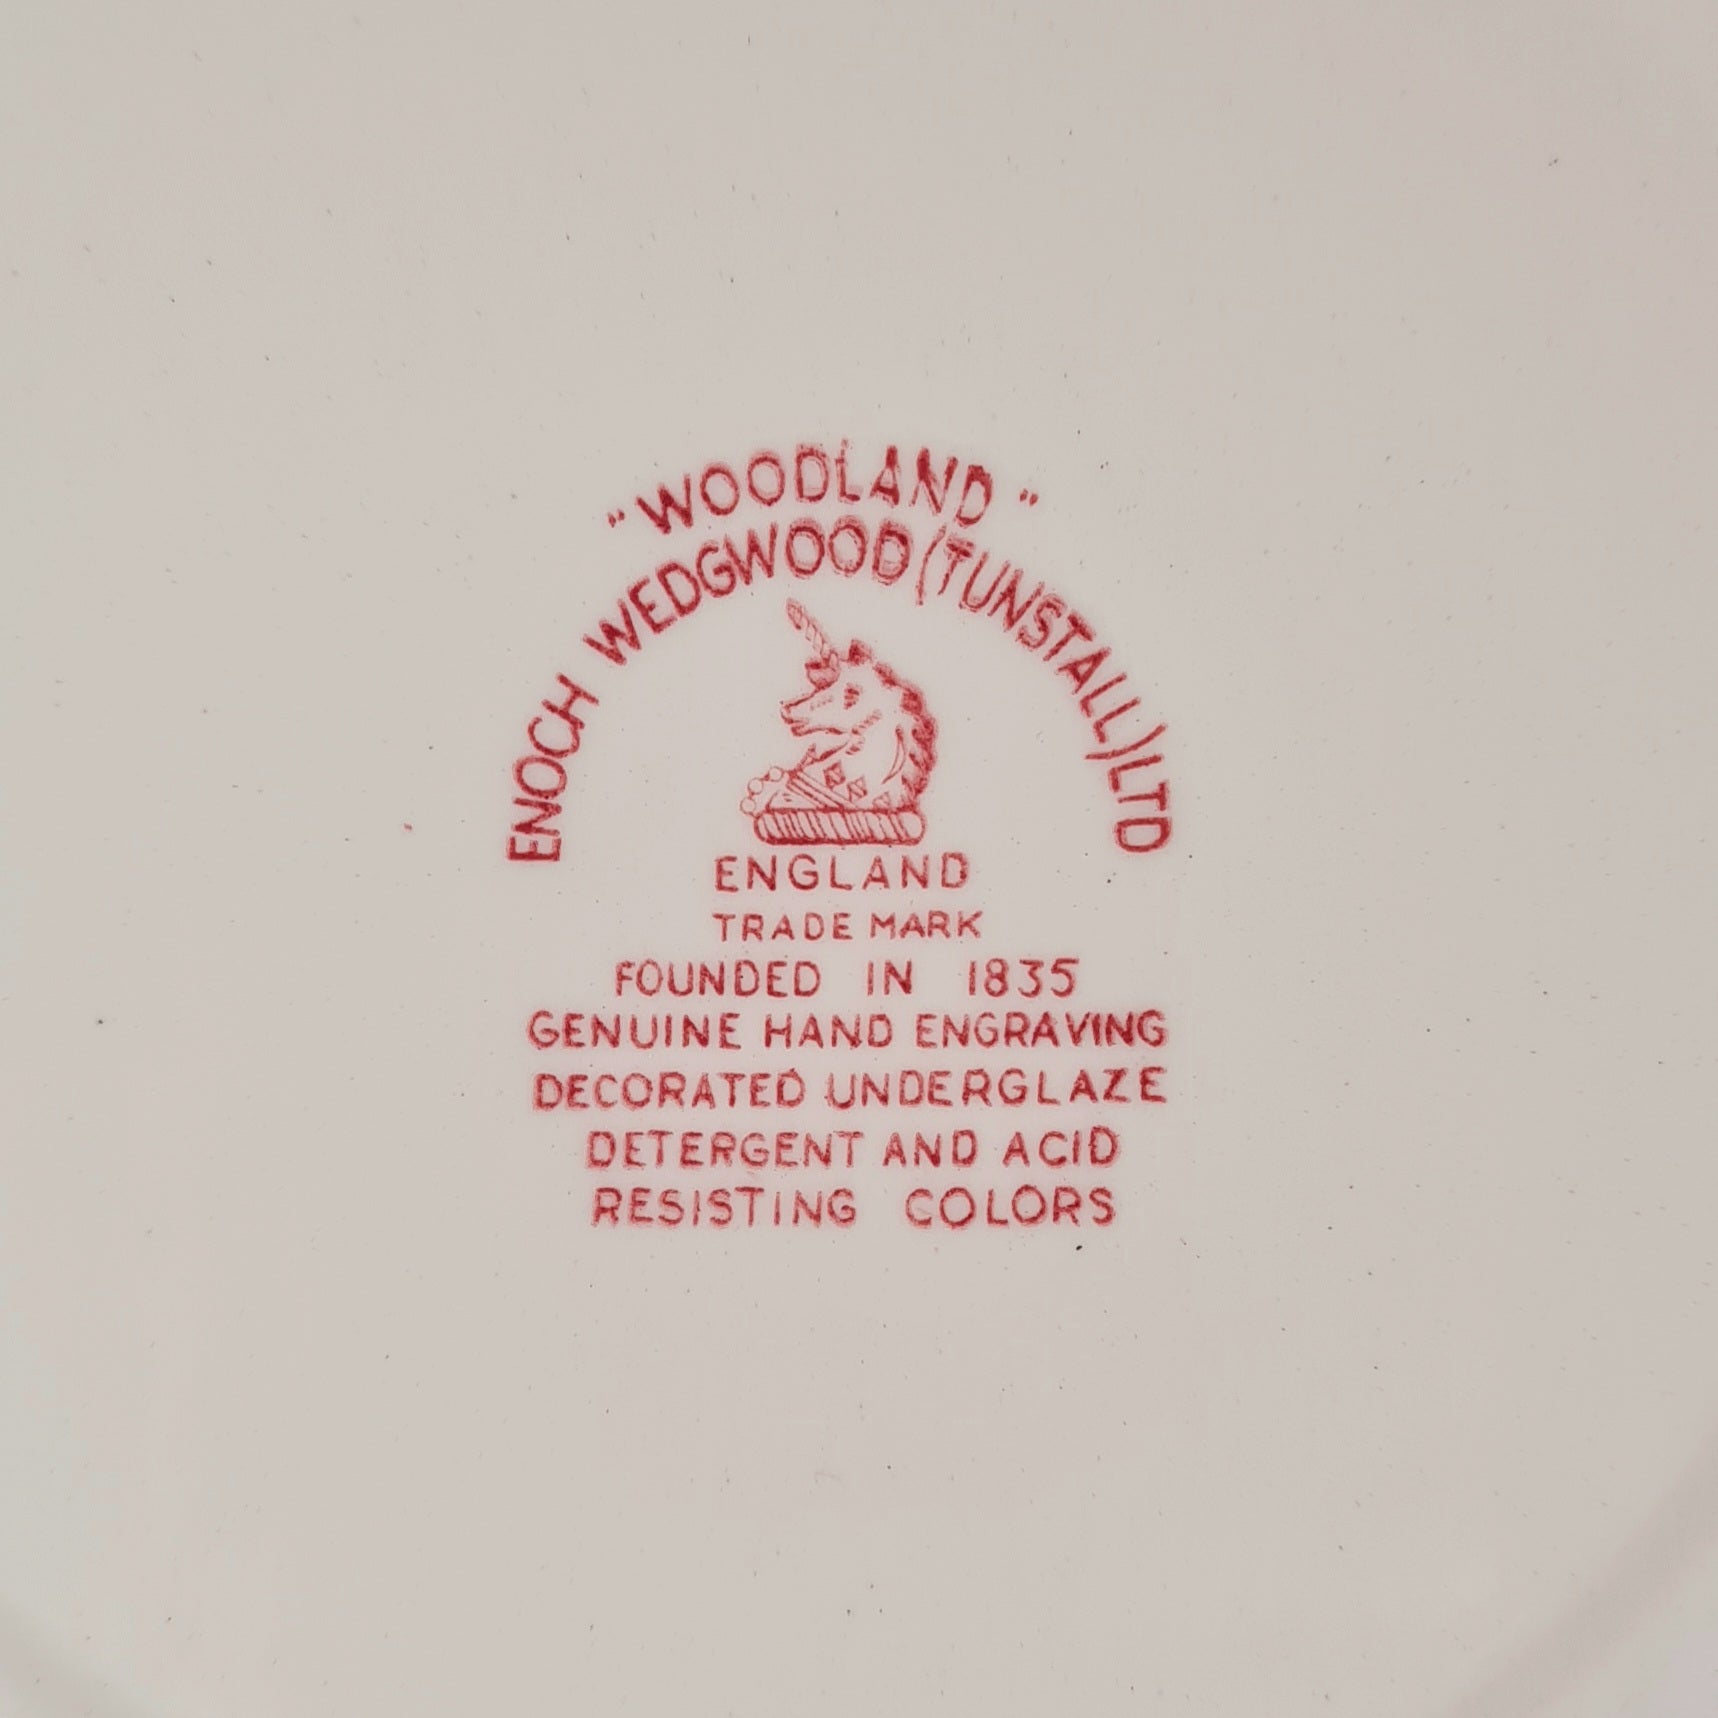 "WOODLAND"
ENOCH WEDGWOOD (TUNSTALL) LTD
ENGLAND
TRADE MARK
FOUNDED IN 1835
GENUINE HAND ENGRAVING
DECORATED UNDERGLAZE
DETERGENT AND ACID
RESISTING COLORS